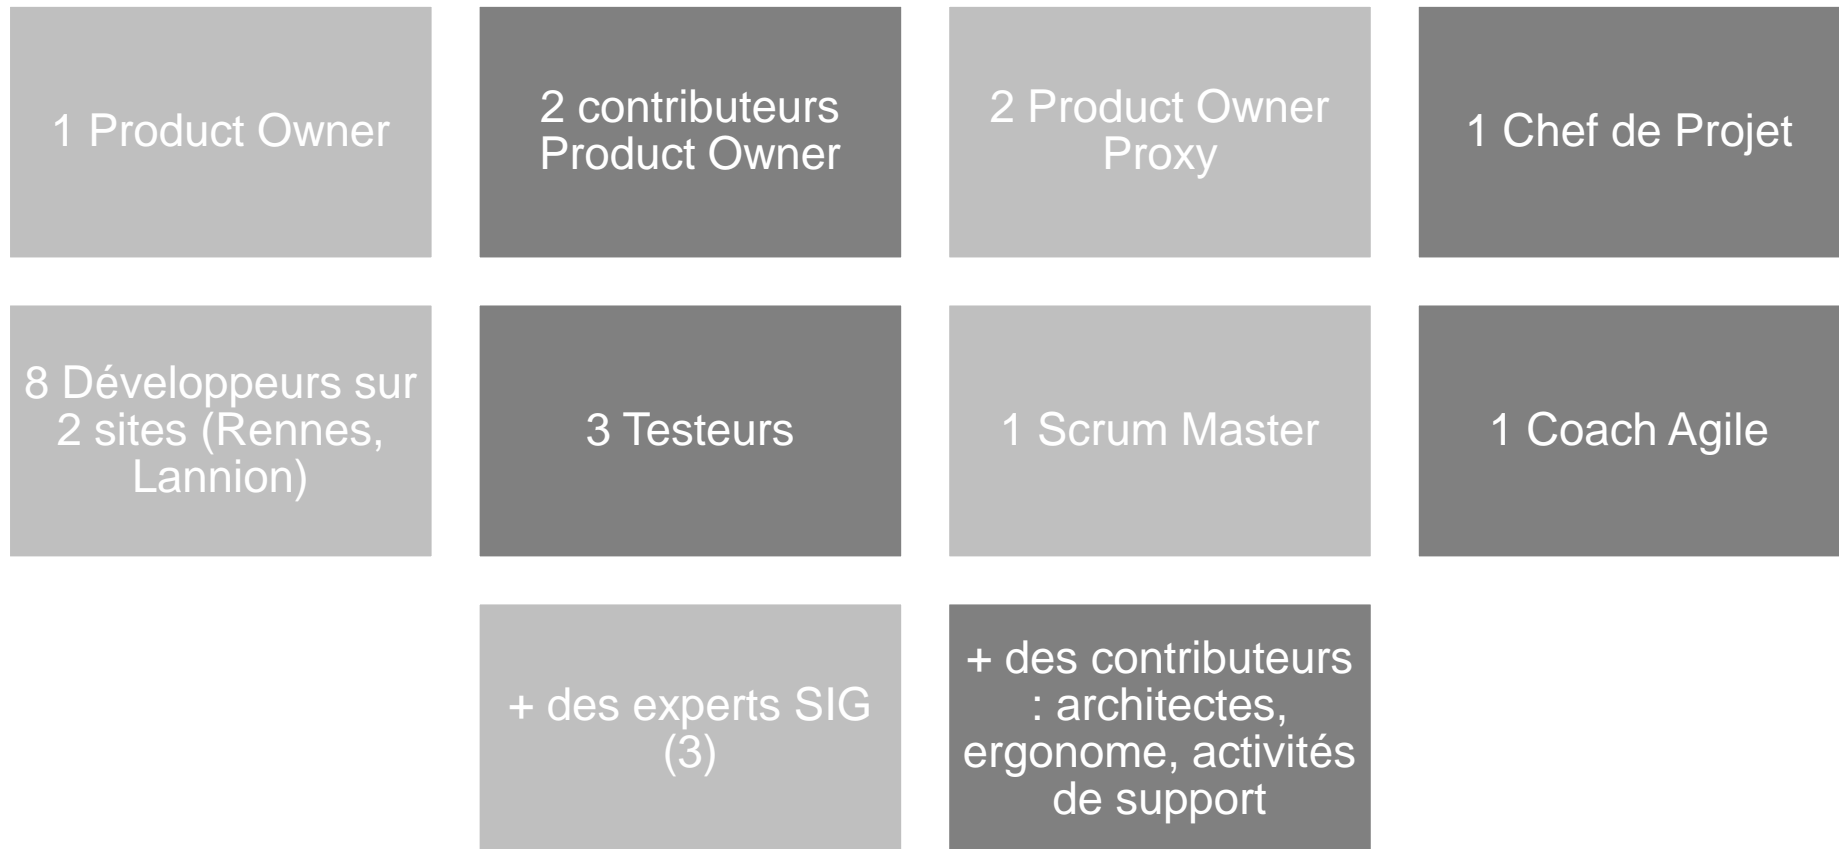 1 Product Owner
2 contributeurs
Product Owner
2 Product Owner
Proxy
1 Chef de Projet
8 Développeurs sur
2 sites (Rennes,
Lannion)
3 Testeurs
1 Scrum Master
1 Coach Agile
+ des experts SIG
(3)
+ des contributeurs
: architectes,
ergonome, activités
de support